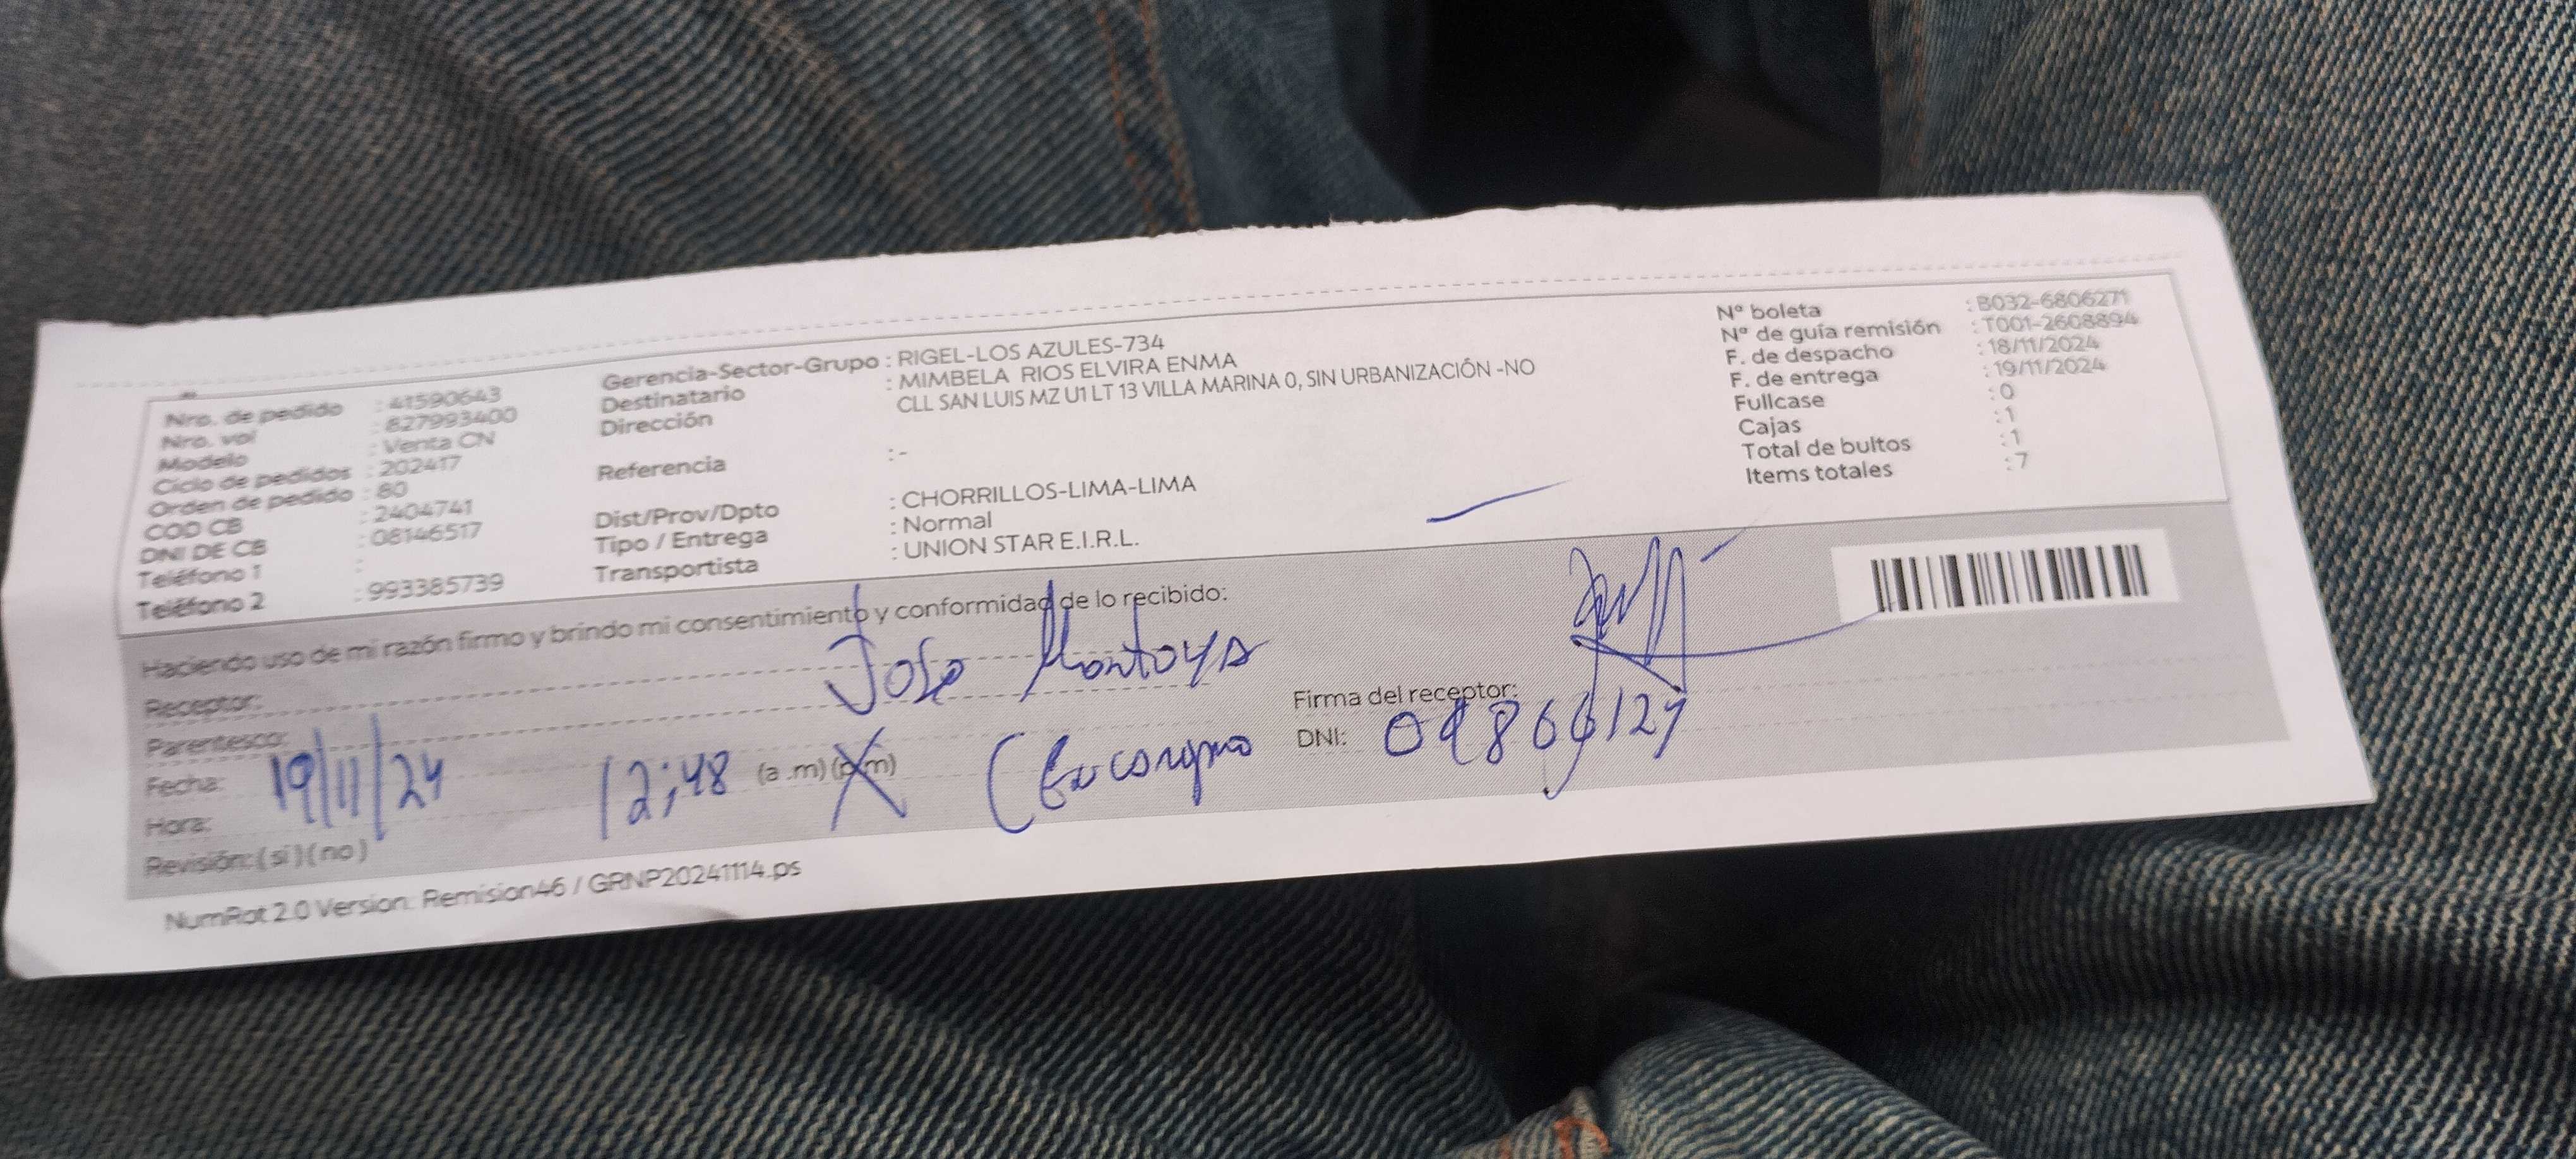 Nro. de pedido : 41590643
Nro. vol : 827993400
Modelo : Venta CN
Ciclo de pedidos : 202417
Orden de pedido : 80
COD CB : 2404741
DNI DE CB : 08146517
Teléfono 1 :
Teléfono 2 : 993385739
Gerencia-Sector-Grupo : RIGEL-LOS AZULES-734
Destinatario : MIMBELA RIOS ELVIRA ENMA
Dirección CLL SAN LUIS MZ U1 LT 13 VILLA MARINA 0, SIN URBANIZACIÓN -NO
Referencia :-
Dist/Prov/Dpto : CHORRILLOS-LIMA-LIMA
Tipo / Entrega : Normal
Transportista : UNION STAR E.I.R.L.
N° boleta : B032-6806271
N° de guía remisión : T001-2608894
F. de despacho : 18/11/2024
F. de entrega : 19/11/2024
Fullcase : 0
Cajas : 1
Total de bultos : 1
Items totales : 7
Haciendo uso de mi razón firmo y brindo mi consentimiento y conformidad de lo recibido:
Receptor: Jose Montoya
Parentesco:
Firma del receptor:
Fecha: 19/11/24
Hora: 12:48 (a .m) (p.m)
DNI:
Revisión: ( si ) ( no )
NumRot 2.0 Version: Remision46 / GRNP20241114.ps